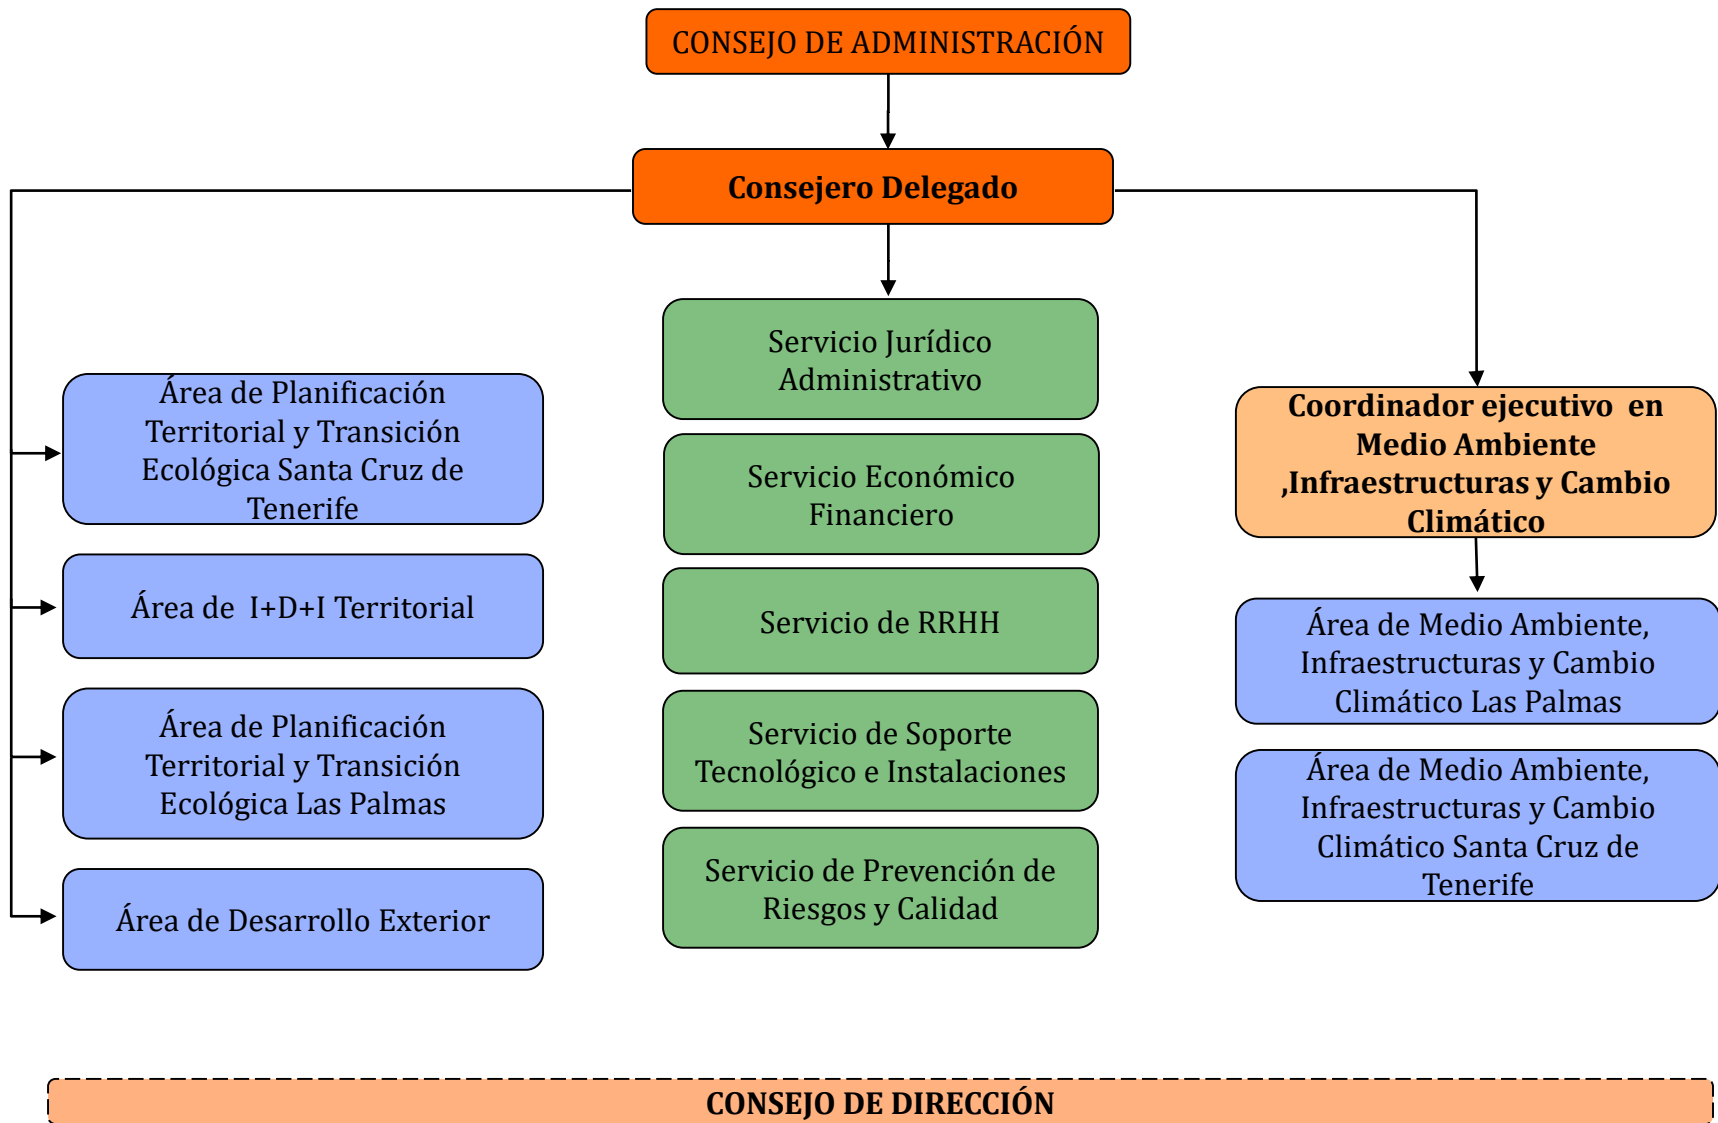 CONSEJO DE ADMINISTRACIÓN
Consejero Delegado
Área de Planificación
Territorial y Transición
Ecológica Santa Cruz de
Tenerife
Área de  I+D+I Territorial
Área de Planificación
Territorial y Transición
Ecológica Las Palmas
Área de Desarrollo Exterior
Servicio Jurídico
Administrativo
Servicio Económico
Financiero
Servicio de RRHH
Servicio de Soporte
Tecnológico e Instalaciones
Servicio de Prevención de
Riesgos y Calidad
Coordinador ejecutivo  en
Medio Ambiente
,Infraestructuras y Cambio
Climático
Área de Medio Ambiente,
Infraestructuras y Cambio
Climático Las Palmas
Área de Medio Ambiente,
Infraestructuras y Cambio
Climático Santa Cruz de
Tenerife
CONSEJO DE DIRECCIÓN